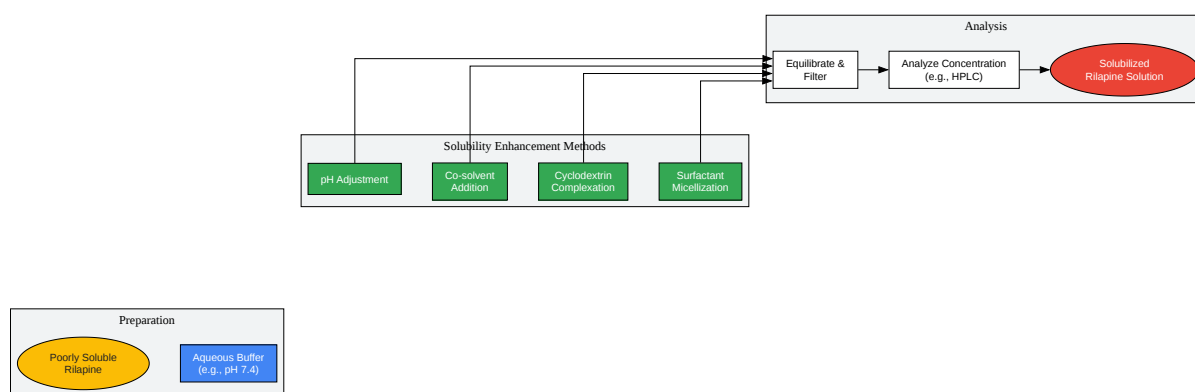 Analysis
Equilibrate &
Filter
Analyze Concentration
(e.g., HPLC)
Solubilized
Rilapine Solution
Solubility Enhancement Methods
pH Adjustment
Co-solvent
Addition
Cyclodextrin
Complexation
Surfactant
Micellization
Preparation
Poorly Soluble
Rilapine
Aqueous Buffer
(e.g., pH 7.4)